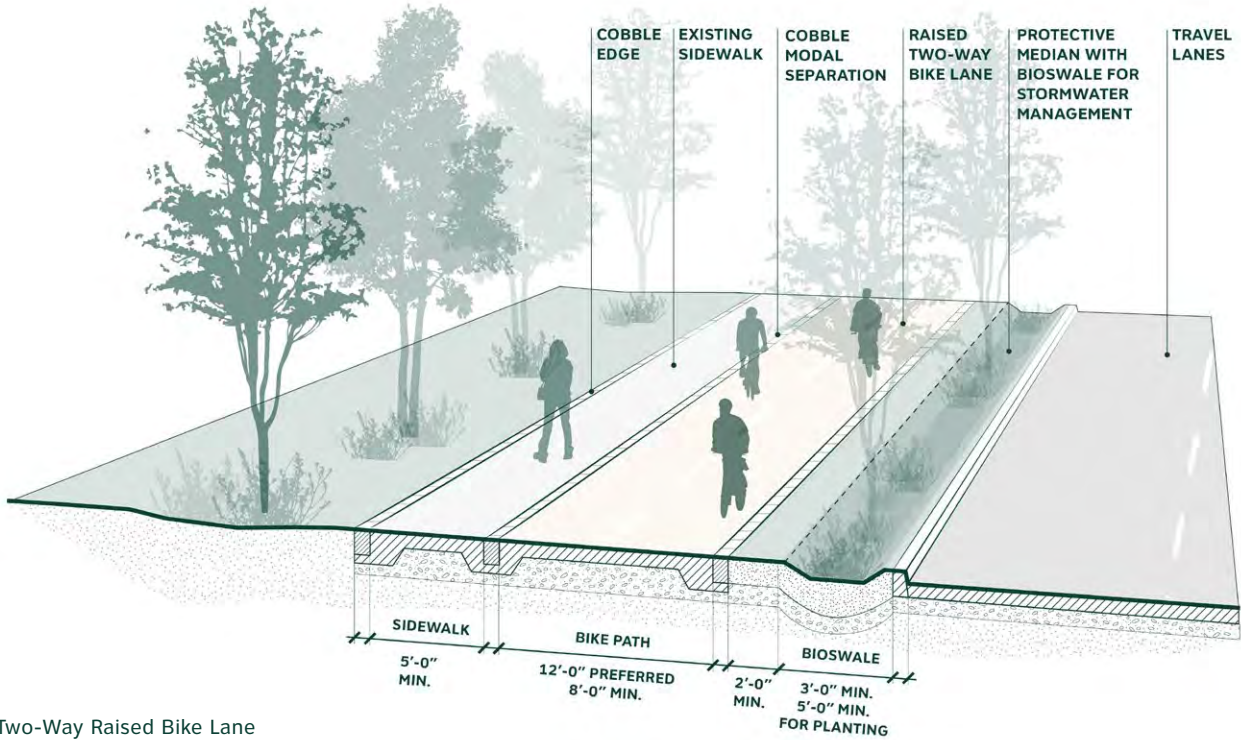 COBBLE
EDGE
EXISTING
SIDEWALK
COBBLE
MODAL
SEPARATION
RAISED
TWO-WAY
BIKE LANE
PROTECTIVE
MEDIAN WITH
BIOSWALE FOR
STORMWATER
MANAGEMENT
TRAVEL
LANES
SIDEWALK
5'-0"
MIN.
BIKE PATH
12'-0" PREFERRED
8'-0" MIN.
2'-0"
MIN.
BIOSWALE
3'-0" MIN.
5'-0" MIN.
FOR PLANTING
Two-Way Raised Bike Lane